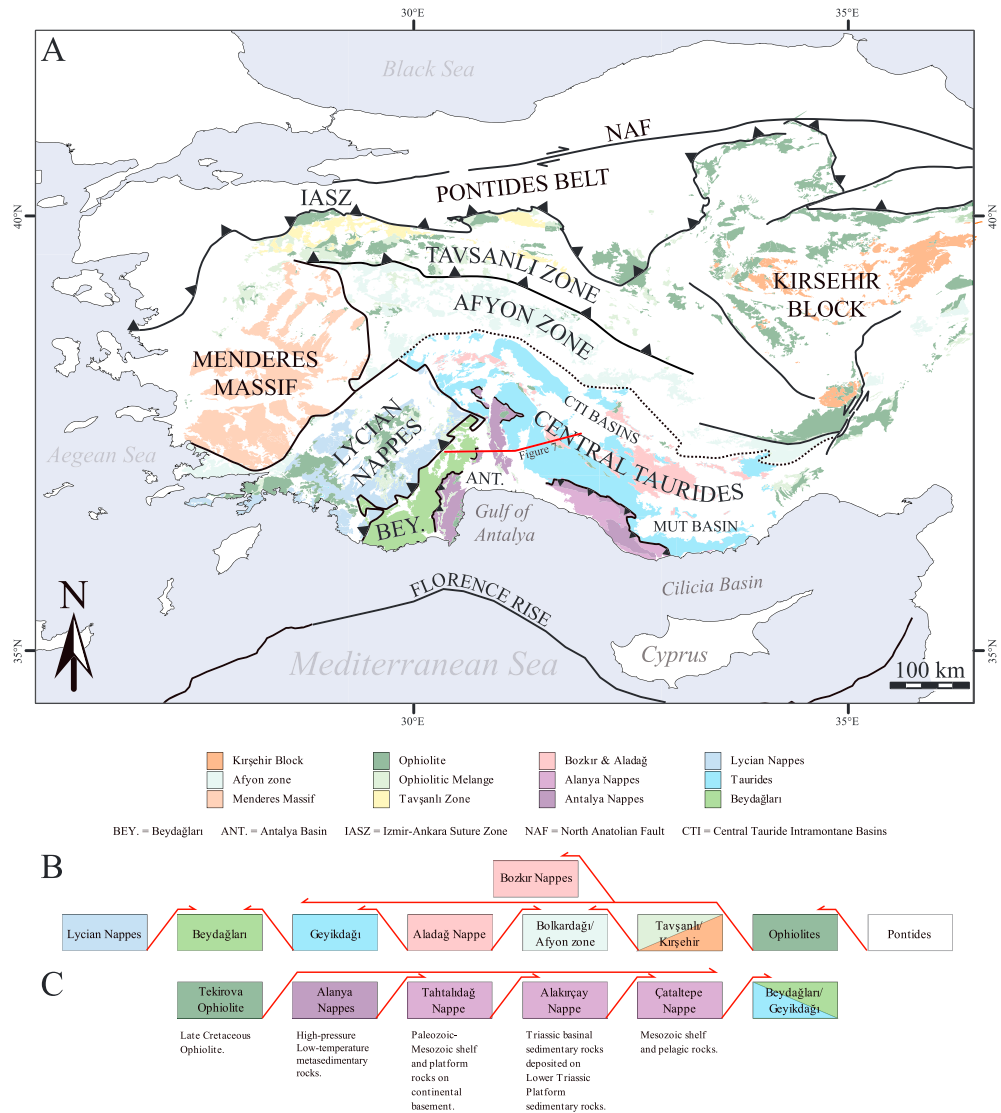 30°E
35°E
A
Black Sea
NAF
PONTIDES BELT
IASZ
40°N
40°N
TAVSANLI ZONE
KIRSEHIR
BLOCK
AFYON ZONE
MENDERES
MASSIF
CTI BASINS
LYCIAN
NAPPES
CENTRAL TAURIDES
Aegean Sea
Figure 7
ANT.
BEY.
Gulf of
Antalya
MUT BASIN
Cilicia Basin
FLORENCE RISE
N
35°N
35°N
Mediterranean Sea
Cyprus
100 km
30°E
35°E
Kırşehir Block
Ophiolite
Bozkır & Aladağ
Lycian Nappes
Afyon zone
Ophiolitic Melange
Alanya Nappes
Taurides
Menderes Massif
Tavşanlı Zone
Antalya Nappes
Beydağları
BEY. = Beydağları ANT. = Antalya Basin IASZ = Izmir-Ankara Suture Zone NAF = North Anatolian Fault CTI = Central Tauride Intramontane Basins
B
Bozkır Nappes
Lycian Nappes
Beydağları
Geyikdağı
Aladağ Nappe
Bolkardağı/
Afyon zone
Tavşanlı/
Kırşehir
Ophiolites
Pontides
C
Tekirova
Ophiolite
Alanya
Nappes
Tahtalıdağ
Nappe
Alakırçay
Nappe
Çataltepe
Nappe
Beydağları/
Geyikdağı
Late Cretaceous
Ophiolite.
High-pressure
Low-temperature
metasedimentary
rocks.
Paleozoic-
Mesozoic shelf
and platform
rocks on
continental
basement.
Triassic basinal
sedimentary rocks
deposited on
Lower Triassic
Platform
sedimentary rocks.
Mesozoic shelf
and pelagic rocks.